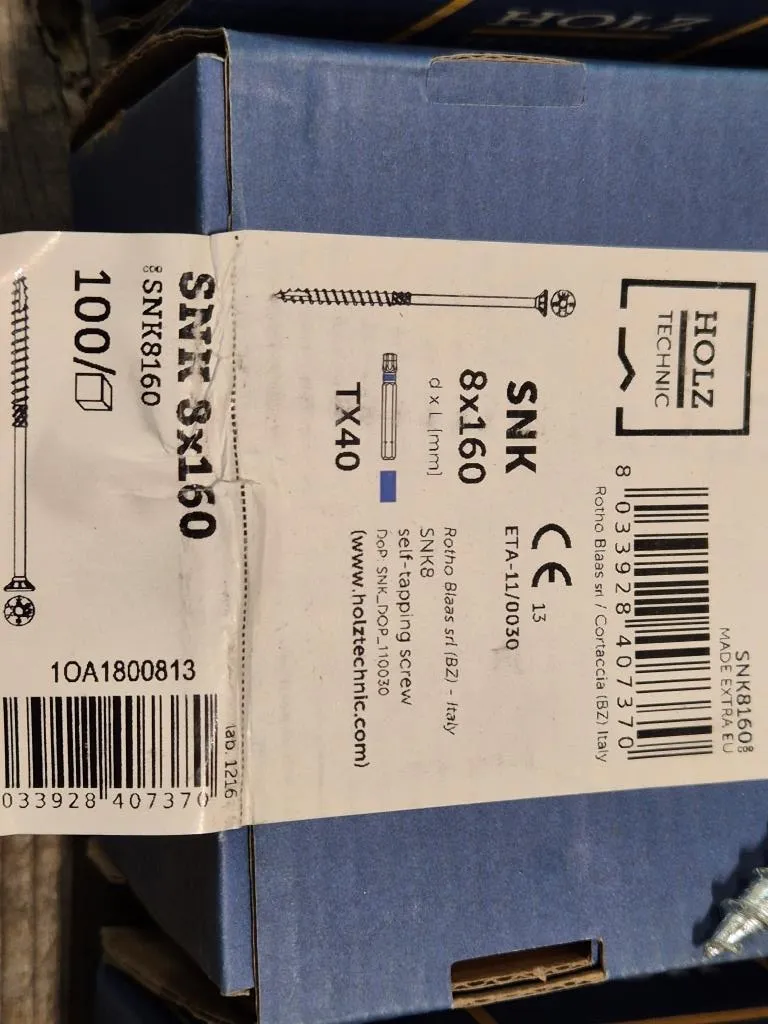 HOLZ
HOLZ
TECHNIC
8 033928 407370
Rotho Blaas srl / Cortaccia (BZ) Italy
SNK8160
MADE EXTRA EU
SNK
8x160
d x L [mm]
TX40
CE 13
ETA-11/0030
Rotho Blaas srl (BZ) - Italy
SNK8
self-tapping screw
DoP: SNK_DOP_110030
(www.holztechnic.com)
lab. 1216
SNK 8x160
SNK8160
100/
10A1800813
033928 407370